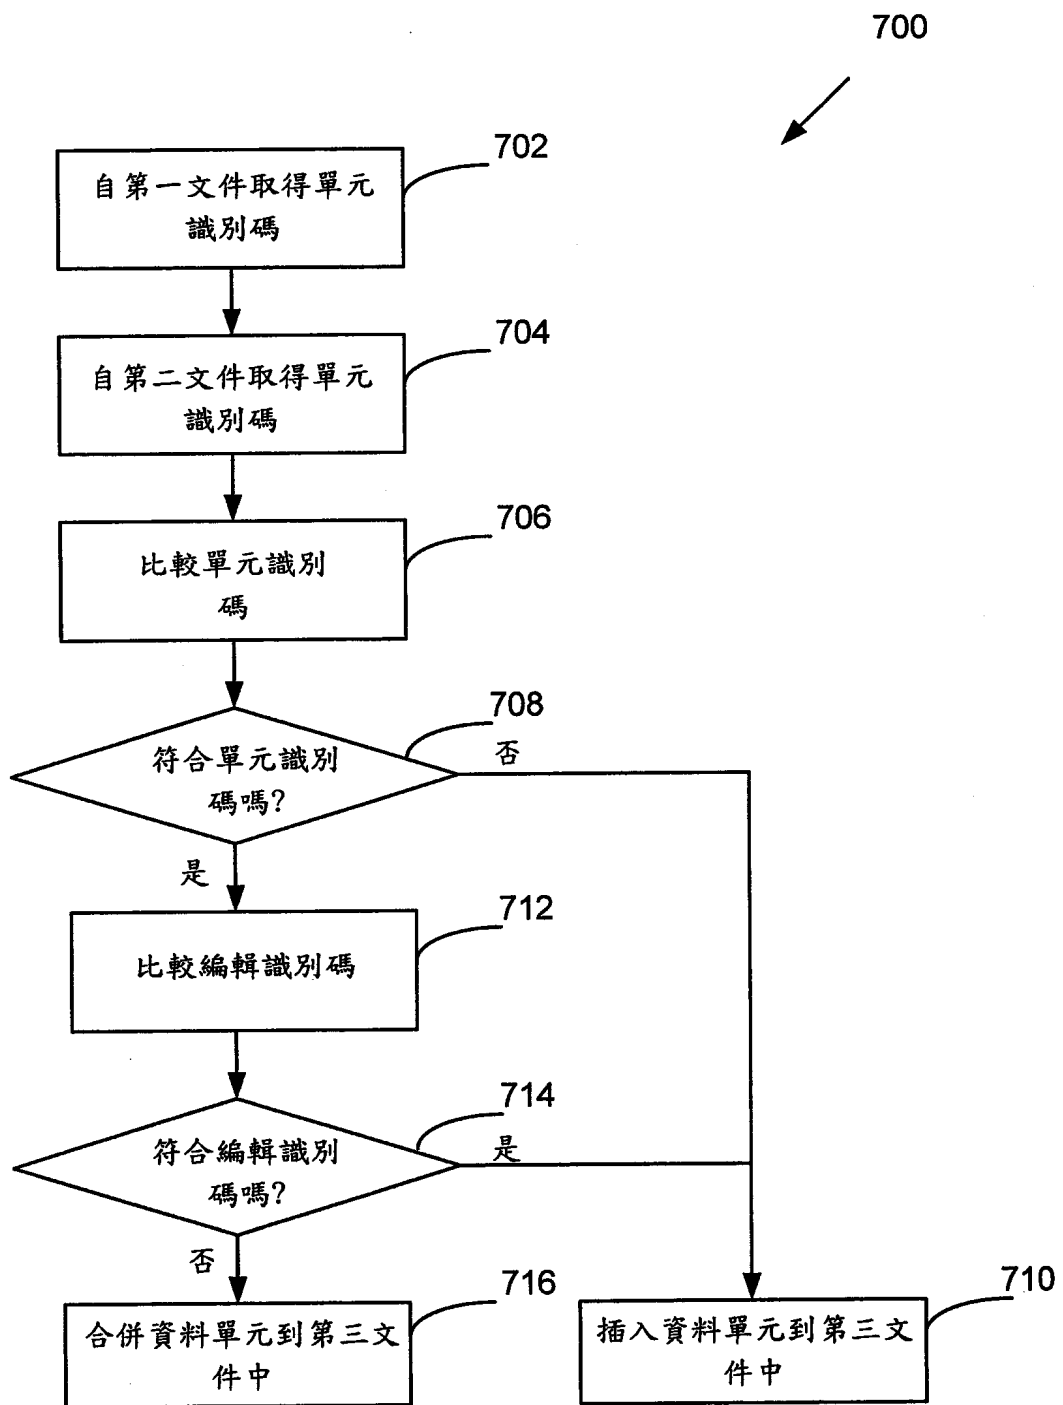 700
702
自第一文件取得單元
識別碼
704
自第二文件取得單元
識別碼
706
比較單元識別
碼
708
符合單元識別
碼嗎?
否
是
712
比較編輯識別碼
714
符合編輯識別
碼嗎?
是
否
716
合併資料單元到第三文
件中
710
插入資料單元到第三文
件中